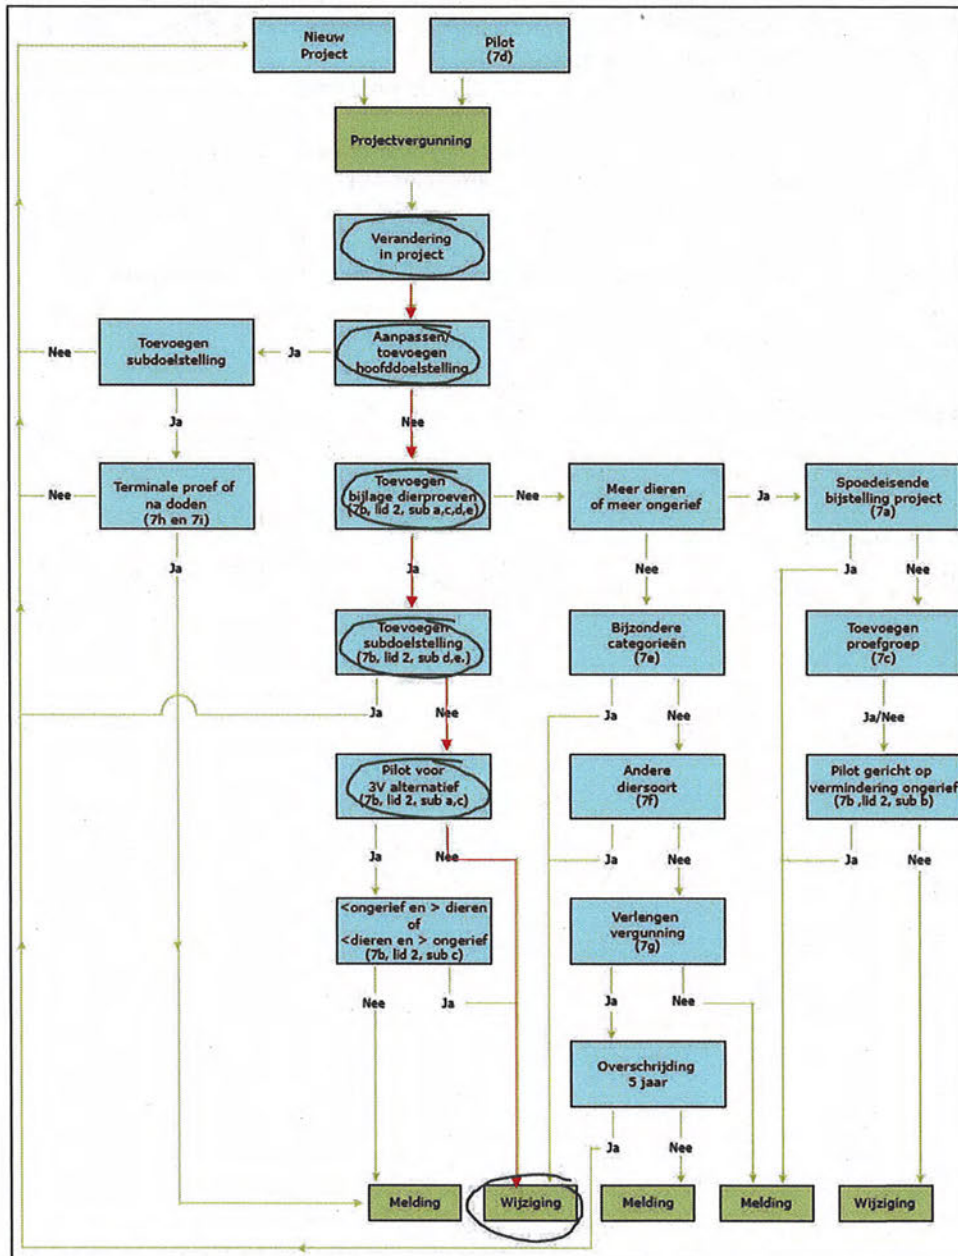 Nieuw
Project
Pilot
(7d)
Projectvergunning
Verandering
in project
Toevoegen
subdoelstelling
Nee
Ja
Aanpassen/
toevoegen
hoofddoelstelling
Ja
Nee
Terminale proef of
na doden
(7h en 7i)
Nee
Toevoegen
bijlage dierproeven
(7b, lid 2, sub a,c,d,e)
Nee
Meer dieren
of meer ongerief
Ja
Spoedeisende
bijstelling project
(7a)
Ja
Ja
Nee
Ja
Nee
Toevoegen
subdoelstelling
(7b, lid 2, sub d,e.)
Bijzondere
categorieën
(7e)
Toevoegen
proefgroep
(7c)
Ja
Nee
Ja
Nee
Ja/Nee
Pilot voor
3V alternatief
(7b, lid 2, sub a,c)
Andere
diersoort
(7f)
Pilot gericht op
vermindering ongerief
(7b ,lid 2, sub b)
Ja
Nee
Ja
Nee
Ja
Nee
<ongerief en > dieren
of
<dieren en > ongerief
(7b, lid 2, sub c)
Verlengen
vergunning
(7g)
Nee
Ja
Ja
Nee
Overschrijding
5 jaar
Ja
Nee
Melding
Wijziging
Melding
Melding
Wijziging